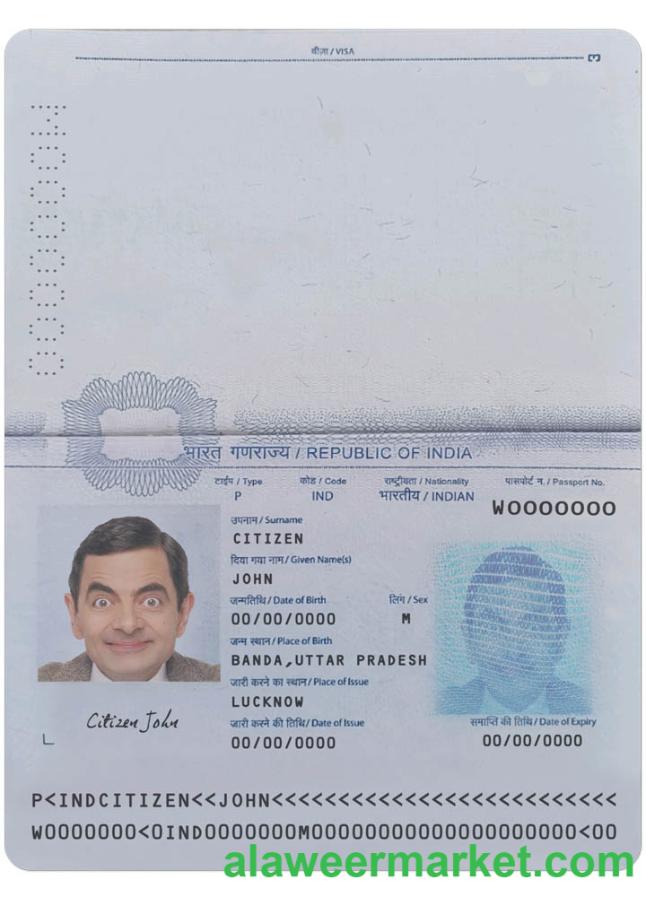 वीज़ा / VISA
3
W0000000
भारत गणराज्य / REPUBLIC OF INDIA
टाईप / Type
कोड / Code
राष्ट्रीयता / Nationality
पासपोर्ट न. / Passport No.
P
IND
भारतीय / INDIAN
W0000000
उपनाम / Surname
CITIZEN
दिया गया नाम / Given Name(s)
JOHN
जन्मतिथि / Date of Birth
लिंग / Sex
00/00/0000
M
जन्म स्थान / Place of Birth
BANDA,UTTAR PRADESH
जारी करने का स्थान / Place of Issue
LUCKNOW
Citizen John
जारी करने की तिथि / Date of Issue
समाप्ति की तिथि / Date of Expiry
00/00/0000
00/00/0000
P<INDCITIZEN<<JOHN<<<<<<<<<<<<<<<<<<<<<<<<<<
W0000000<0IND0000000M00000000000000000000<00
alaweermarket.com